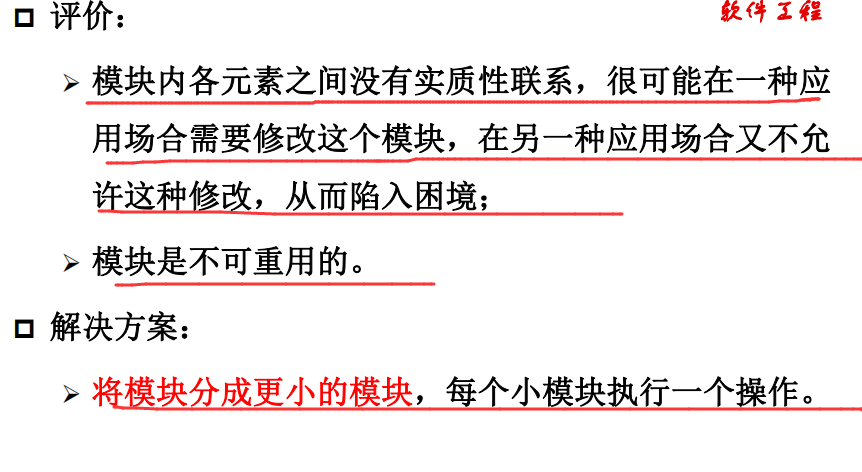 软件工程
评价：
模块内各元素之间没有实质性联系，很可能在一种应
用场合需要修改这个模块，在另一种应用场合又不允
许这种修改，从而陷入困境；
模块是不可重用的。
解决方案：
将模块分成更小的模块，每个小模块执行一个操作。